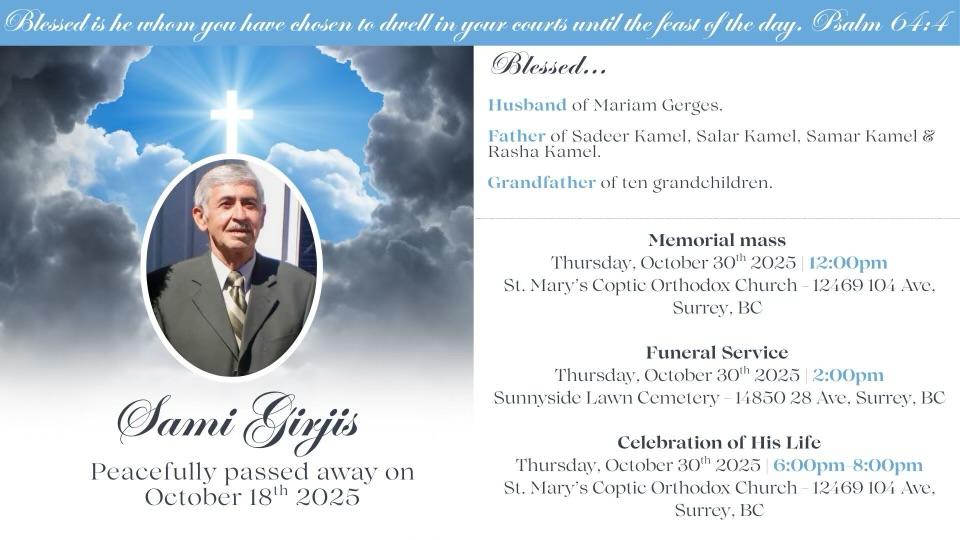 Blessed is he whom you have chosen to dwell in your courts until the feast of the day. Psalm 64:4
Blessed...
Husband of Mariam Gerges.
Father of Sadeer Kamel, Salar Kamel, Samar Kamel &
Rasha Kamel.
Grandfather of ten grandchildren.
Memorial mass
Thursday, October 30th 2025 | 12:00pm
St. Mary's Coptic Orthodox Church - 12469 104 Ave,
Surrey, BC
Funeral Service
Thursday, October 30th 2025 | 2:00pm
Sunnyside Lawn Cemetery - 14850 28 Ave, Surrey, BC
Celebration of His Life
Thursday, October 30th 2025 | 6:00pm-8:00pm
St. Mary's Coptic Orthodox Church - 12469 104 Ave,
Surrey, BC
Sami Girjis
Peacefully passed away on
October 18th 2025